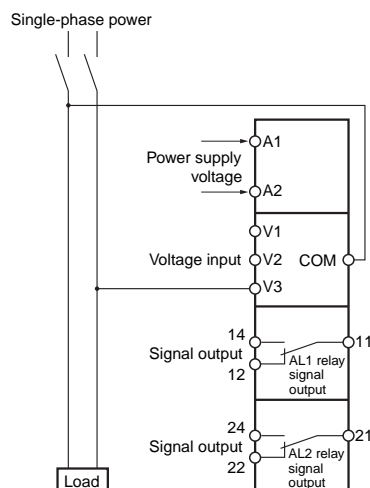 Single-phase power
A1
Power supply
voltage
A2
V1
Voltage input
V2
COM
V3
14
11
Signal output
AL1 relay
signal
output
12
24
21
Signal output
AL2 relay
signal
output
22
Load